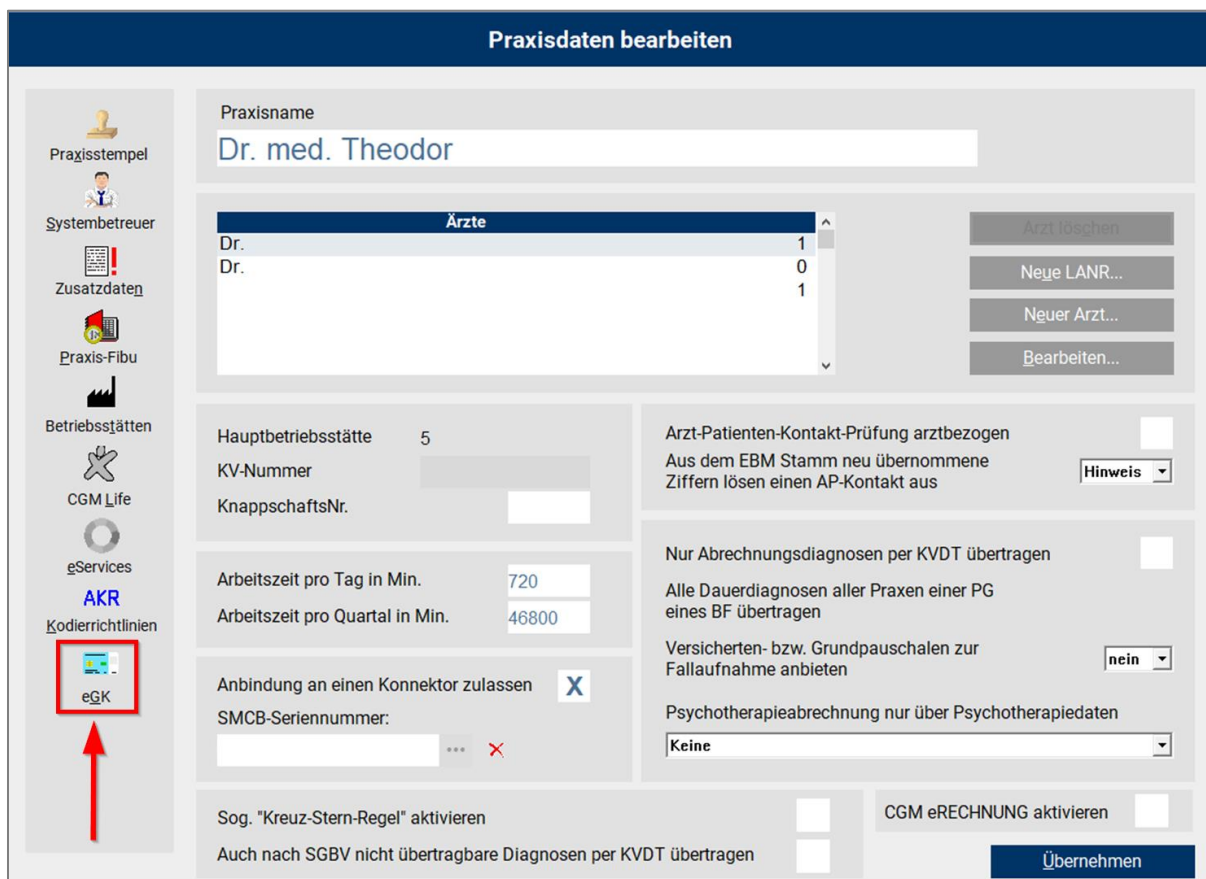 Praxisdaten bearbeiten
Praxisstempel
Systembetreuer
Zusatzdaten
Praxis-Fibu
Betriebsstätten
CGM Life
eServices
AKR
Kodierrichtlinien
eGK
Praxisname
Dr. med. Theodor
Ärzte
Dr. 1
Dr. 0
1
Arzt löschen
Neue LANR...
Neuer Arzt...
Bearbeiten...
Hauptbetriebsstätte 5
KV-Nummer
KnappschaftsNr.
Arbeitszeit pro Tag in Min. 720
Arbeitszeit pro Quartal in Min. 46800
Anbindung an einen Konnektor zulassen X
SMCB-Seriennummer:
...
Arzt-Patienten-Kontakt-Prüfung arztbezogen
Aus dem EBM Stamm neu übernommene
Ziffern lösen einen AP-Kontakt aus
Hinweis
Nur Abrechnungsdiagnosen per KVDT übertragen
Alle Dauerdiagnosen aller Praxen einer PG
eines BF übertragen
Versicherten- bzw. Grundpauschalen zur
Fallaufnahme anbieten
nein
Psychotherapieabrechnung nur über Psychotherapiedaten
Keine
Sog. "Kreuz-Stern-Regel" aktivieren
Auch nach SGBV nicht übertragbare Diagnosen per KVDT übertragen
CGM eRECHNUNG aktivieren
Übernehmen